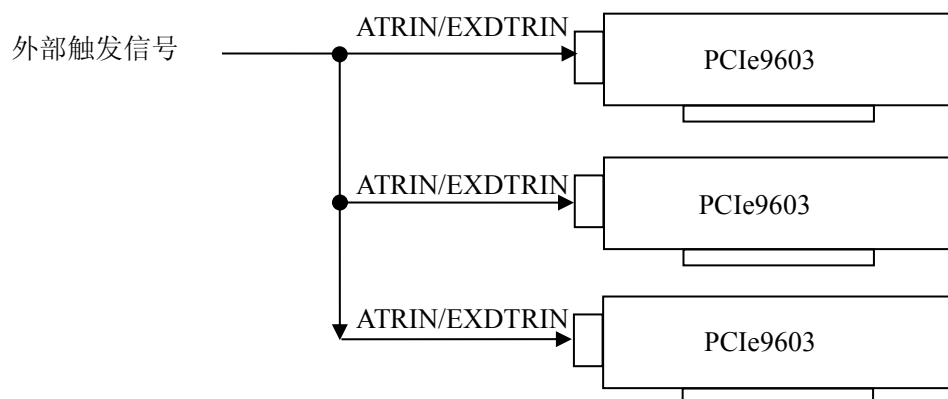 外部触发信号
ATRIN/EXDTRIN
PCIe9603
ATRIN/EXDTRIN
PCIe9603
ATRIN/EXDTRIN
PCIe9603